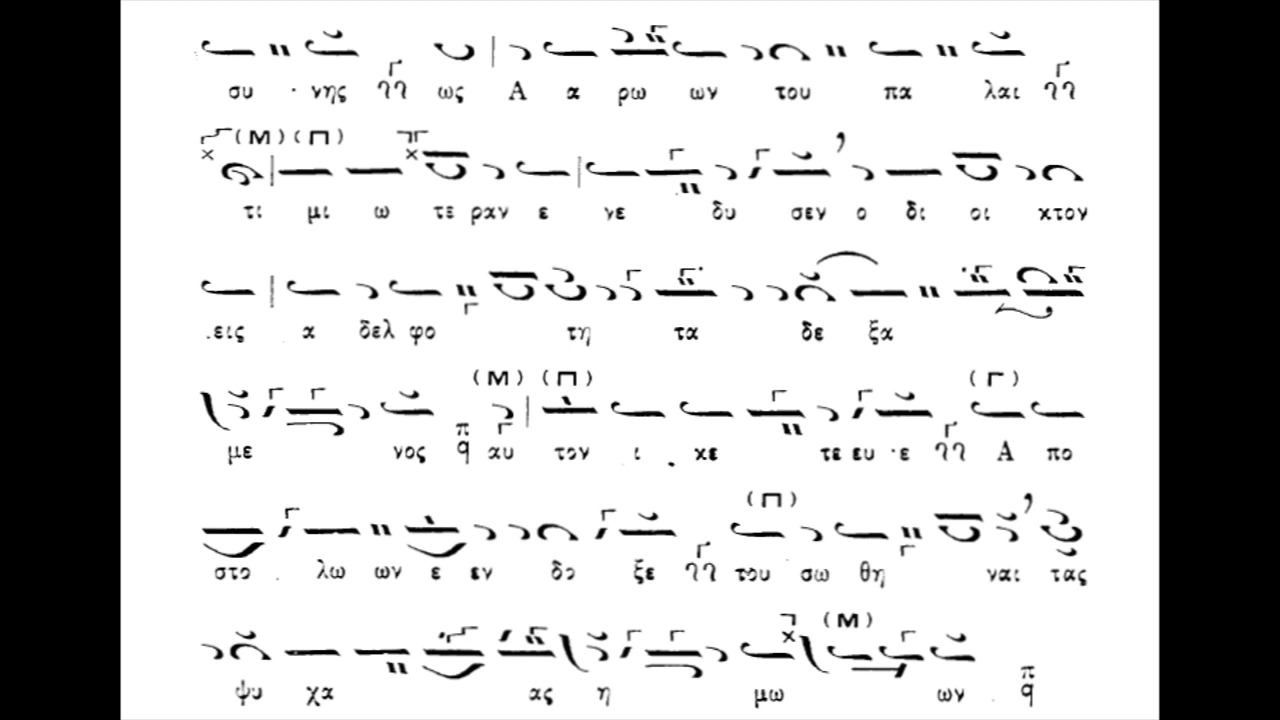 συ · νης ως Α α ρω ων του πα λαι
(Μ) (Π)
τι μι ω τε ραν ε νε δυ σεν ο δι οι κτον
.εις α δελ φο τη τα δε ξα
(Μ) (Π) (Γ)
με νος π q αυ τον ι . κε τε ευ ·ε Α πο
(Π)
στο . λω ων ε εν δο ξε του σω θη ναι τας
(Μ)
ψυ χα ας η μω ων π q